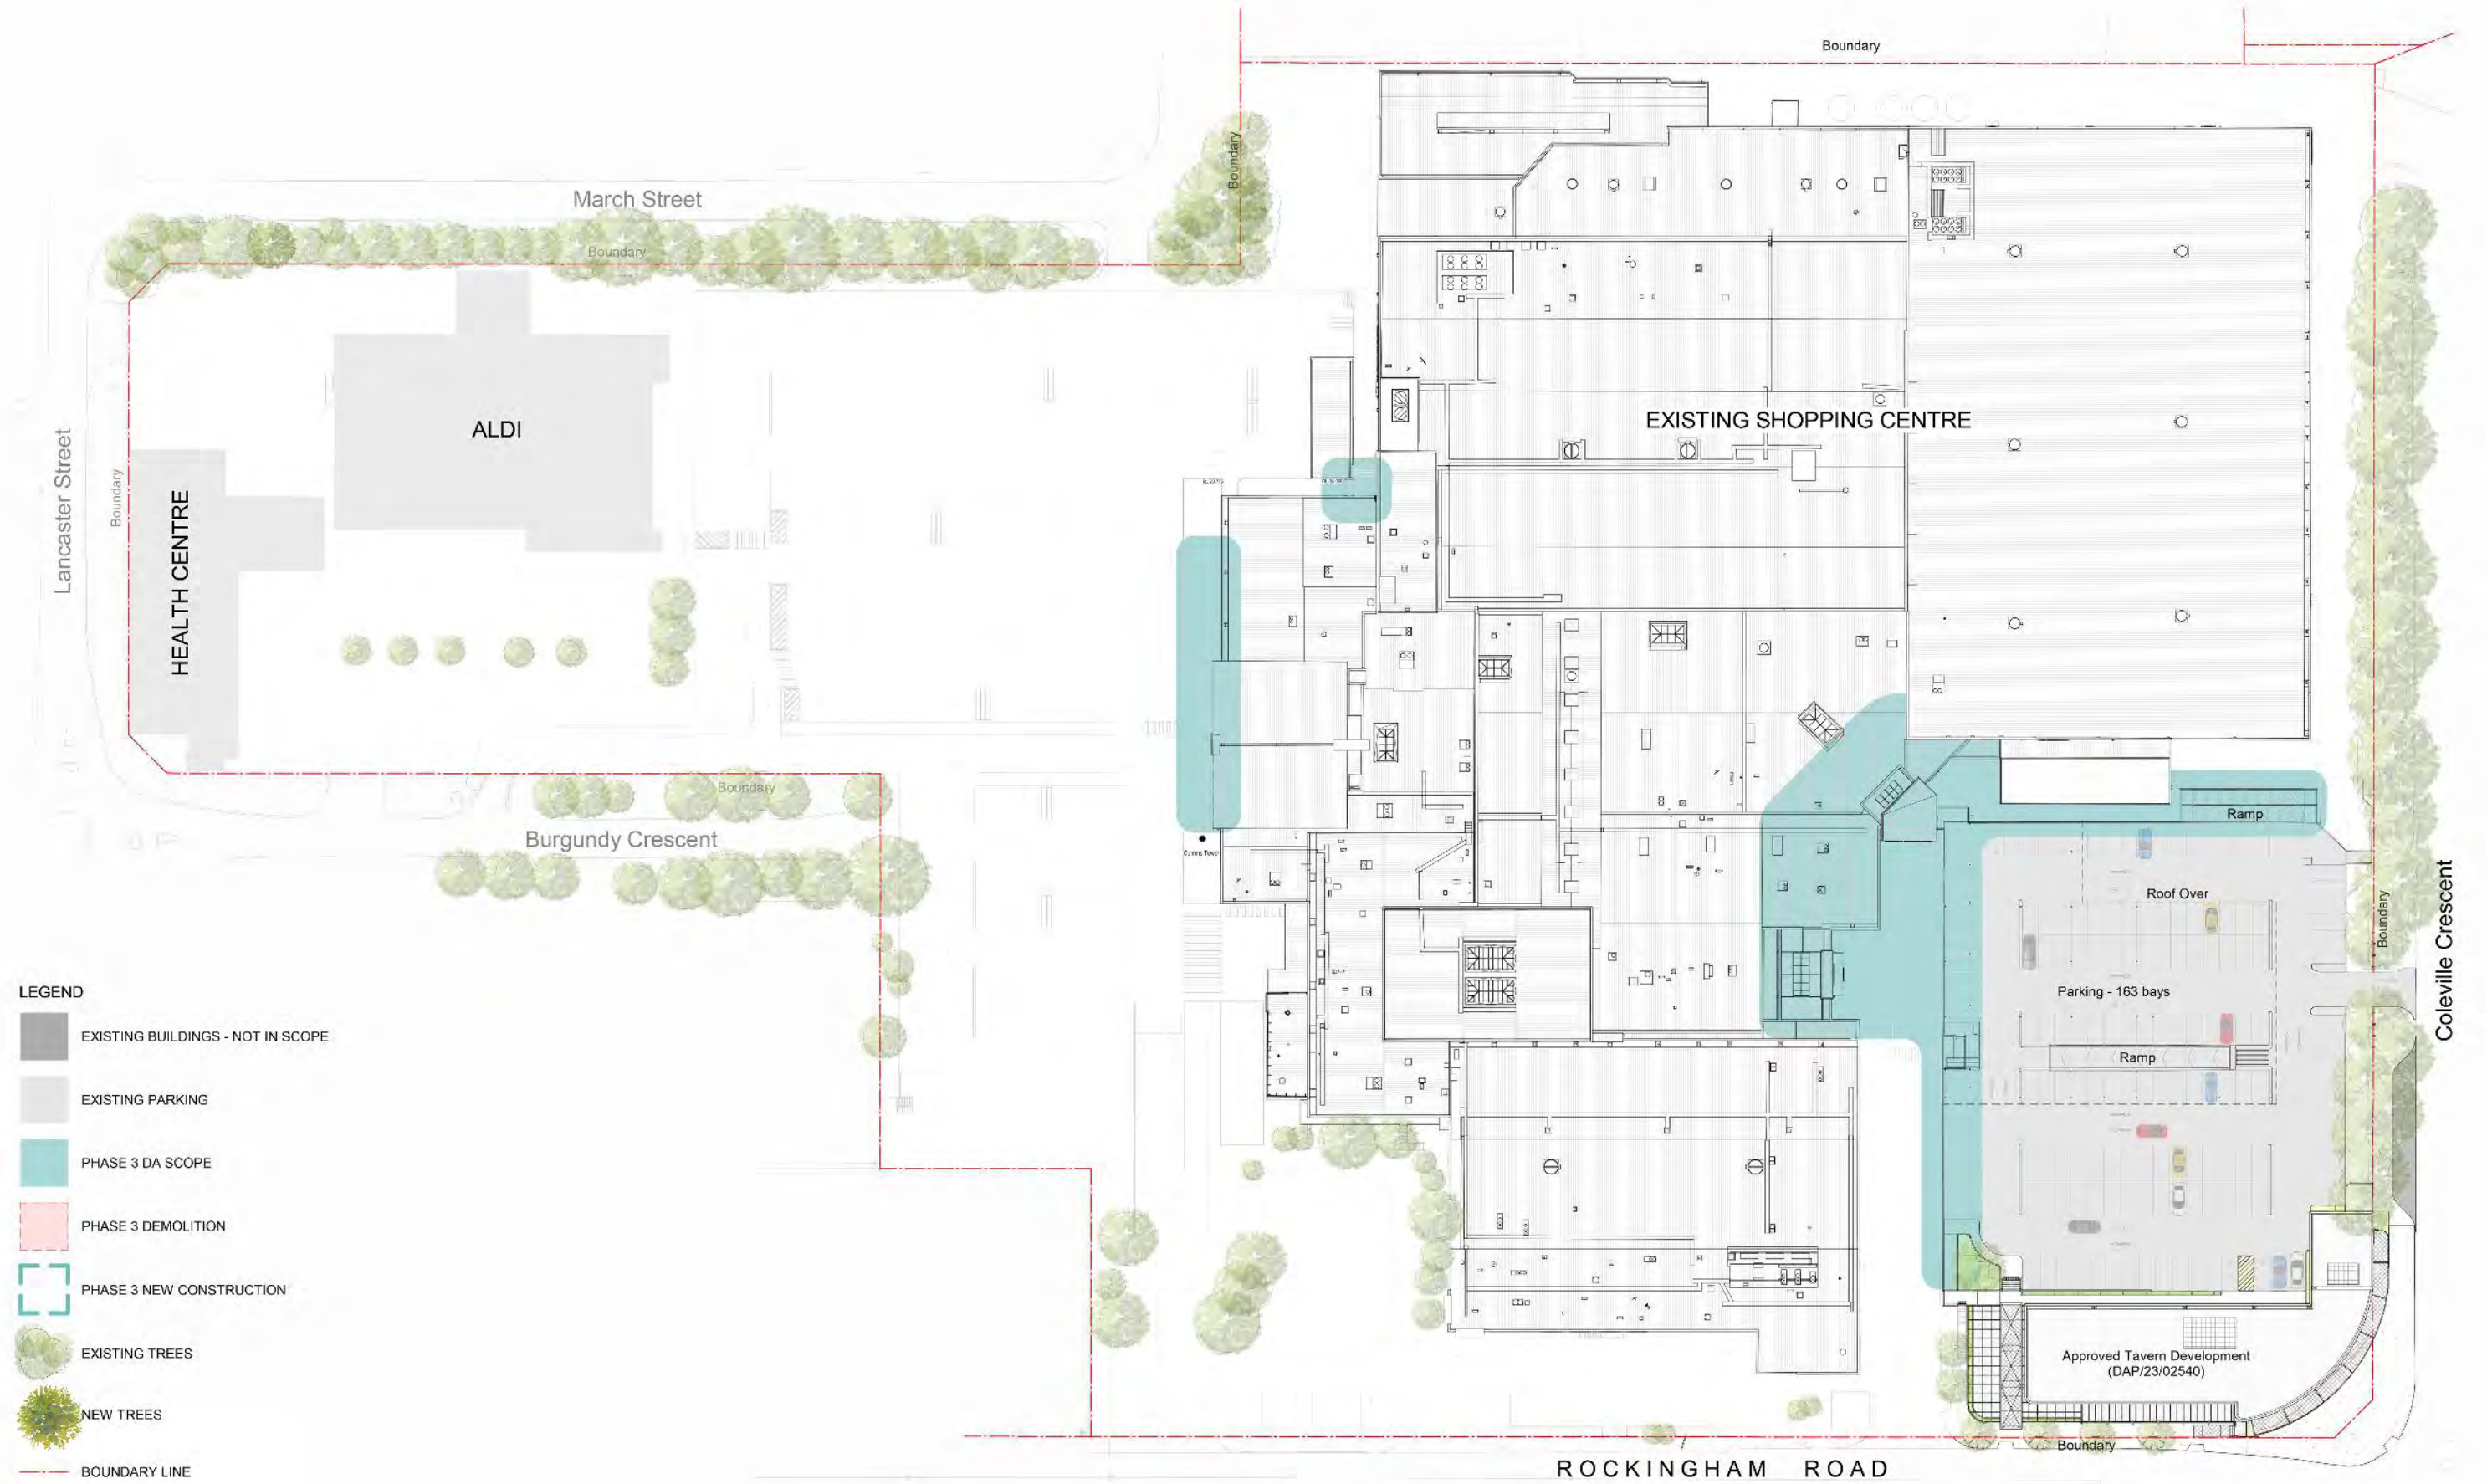 Boundary
Boundary
March Street
Boundary
EXISTING SHOPPING CENTRE
ALDI
Lancaster Street
Boundary
HEALTH CENTRE
Boundary
Burgundy Crescent
Comms Tower
Ramp
Roof Over
Parking - 163 bays
Ramp
Boundary
Coleville Crescent
LEGEND
EXISTING BUILDINGS - NOT IN SCOPE
EXISTING PARKING
PHASE 3 DA SCOPE
PHASE 3 DEMOLITION
PHASE 3 NEW CONSTRUCTION
EXISTING TREES
NEW TREES
BOUNDARY LINE
Approved Tavern Development
(DAP/23/02540)
Boundary
ROCKINGHAM ROAD